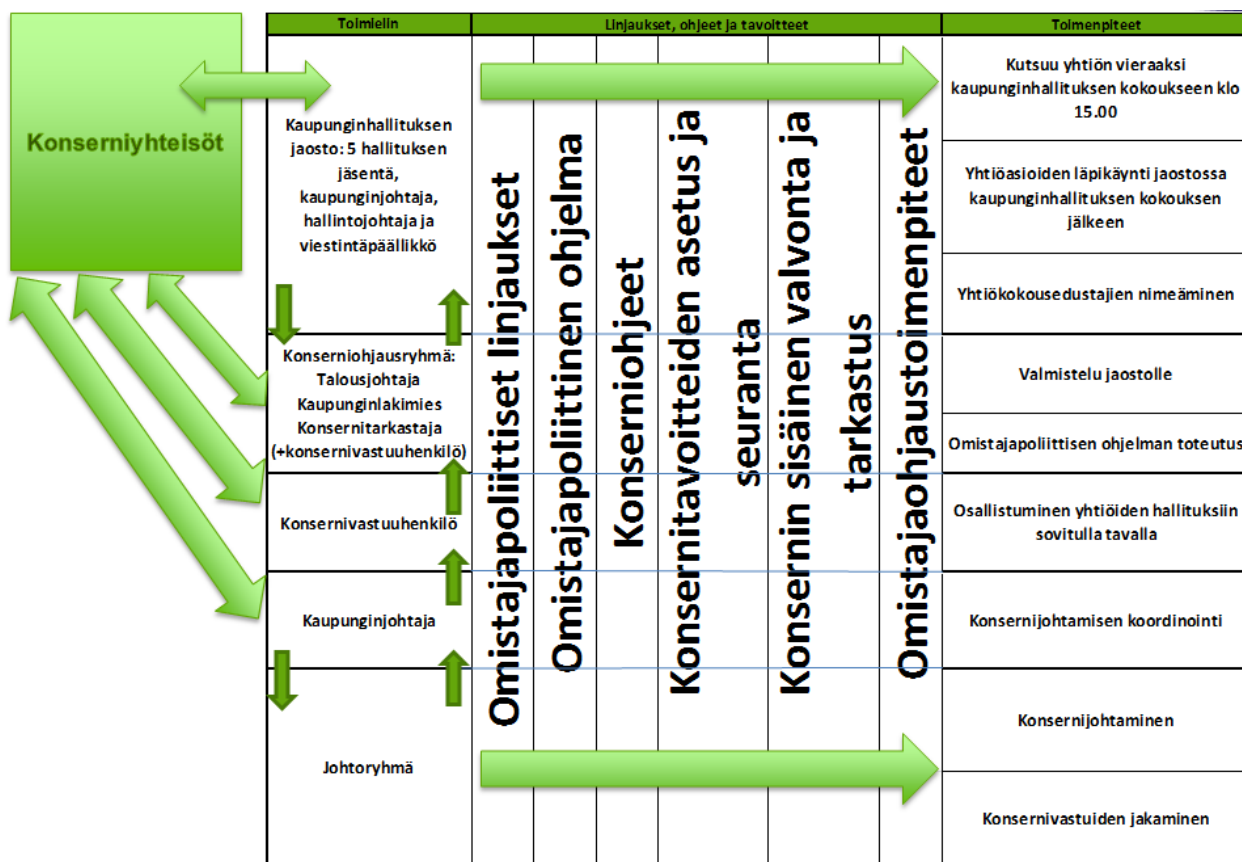 Toimielin
Linjaukset, ohjeet ja tavoitteet
Toimenpiteet
Konserniyhteisöt
Kaupunginhallituksen
jaosto: 5 hallituksen
jäsentä,
kaupunginjohtaja,
hallintojohtaja ja
viestintäpäällikkö
Konserniohjausryhmä:
Talousjohtaja
Kaupunginlakimies
Konsernitarkastaja
(+konsernivastuuhenkilö)
Konsernivastuuhenkilö
Kaupunginjohtaja
Johtoryhmä
Omistajapoliittiset linjaukset
Omistajapoliittinen ohjelma
Konserniohjeet
Konsernitavoitteiden asetus ja
seuranta
Konsernin sisäinen valvonta ja
tarkastus
Omistajaohjaustoimenpiteet
Kutsuu yhtiön vieraaksi
kaupunginhallituksen kokoukseen klo
15.00
Yhtiöasioiden läpikäynti jaostossa
kaupunginhallituksen kokouksen
jälkeen
Yhtiökokousedustajien nimeäminen
Valmistelu jaostolle
Omistajapoliittisen ohjelman toteutus
Osallistuminen yhtiöiden hallituksiin
sovitulla tavalla
Konsernijohtamisen koordinointi
Konsernijohtaminen
Konsernivastuiden jakaminen